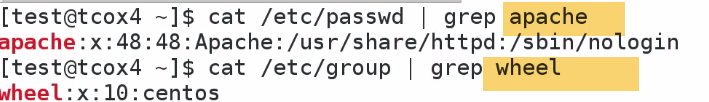 [test@tcox4 ~]$ cat /etc/passwd | grep apache
apache:x:48:48:Apache:/usr/share/httpd:/sbin/nologin
[test@tcox4 ~]$ cat /etc/group | grep wheel
wheel:x:10:centos